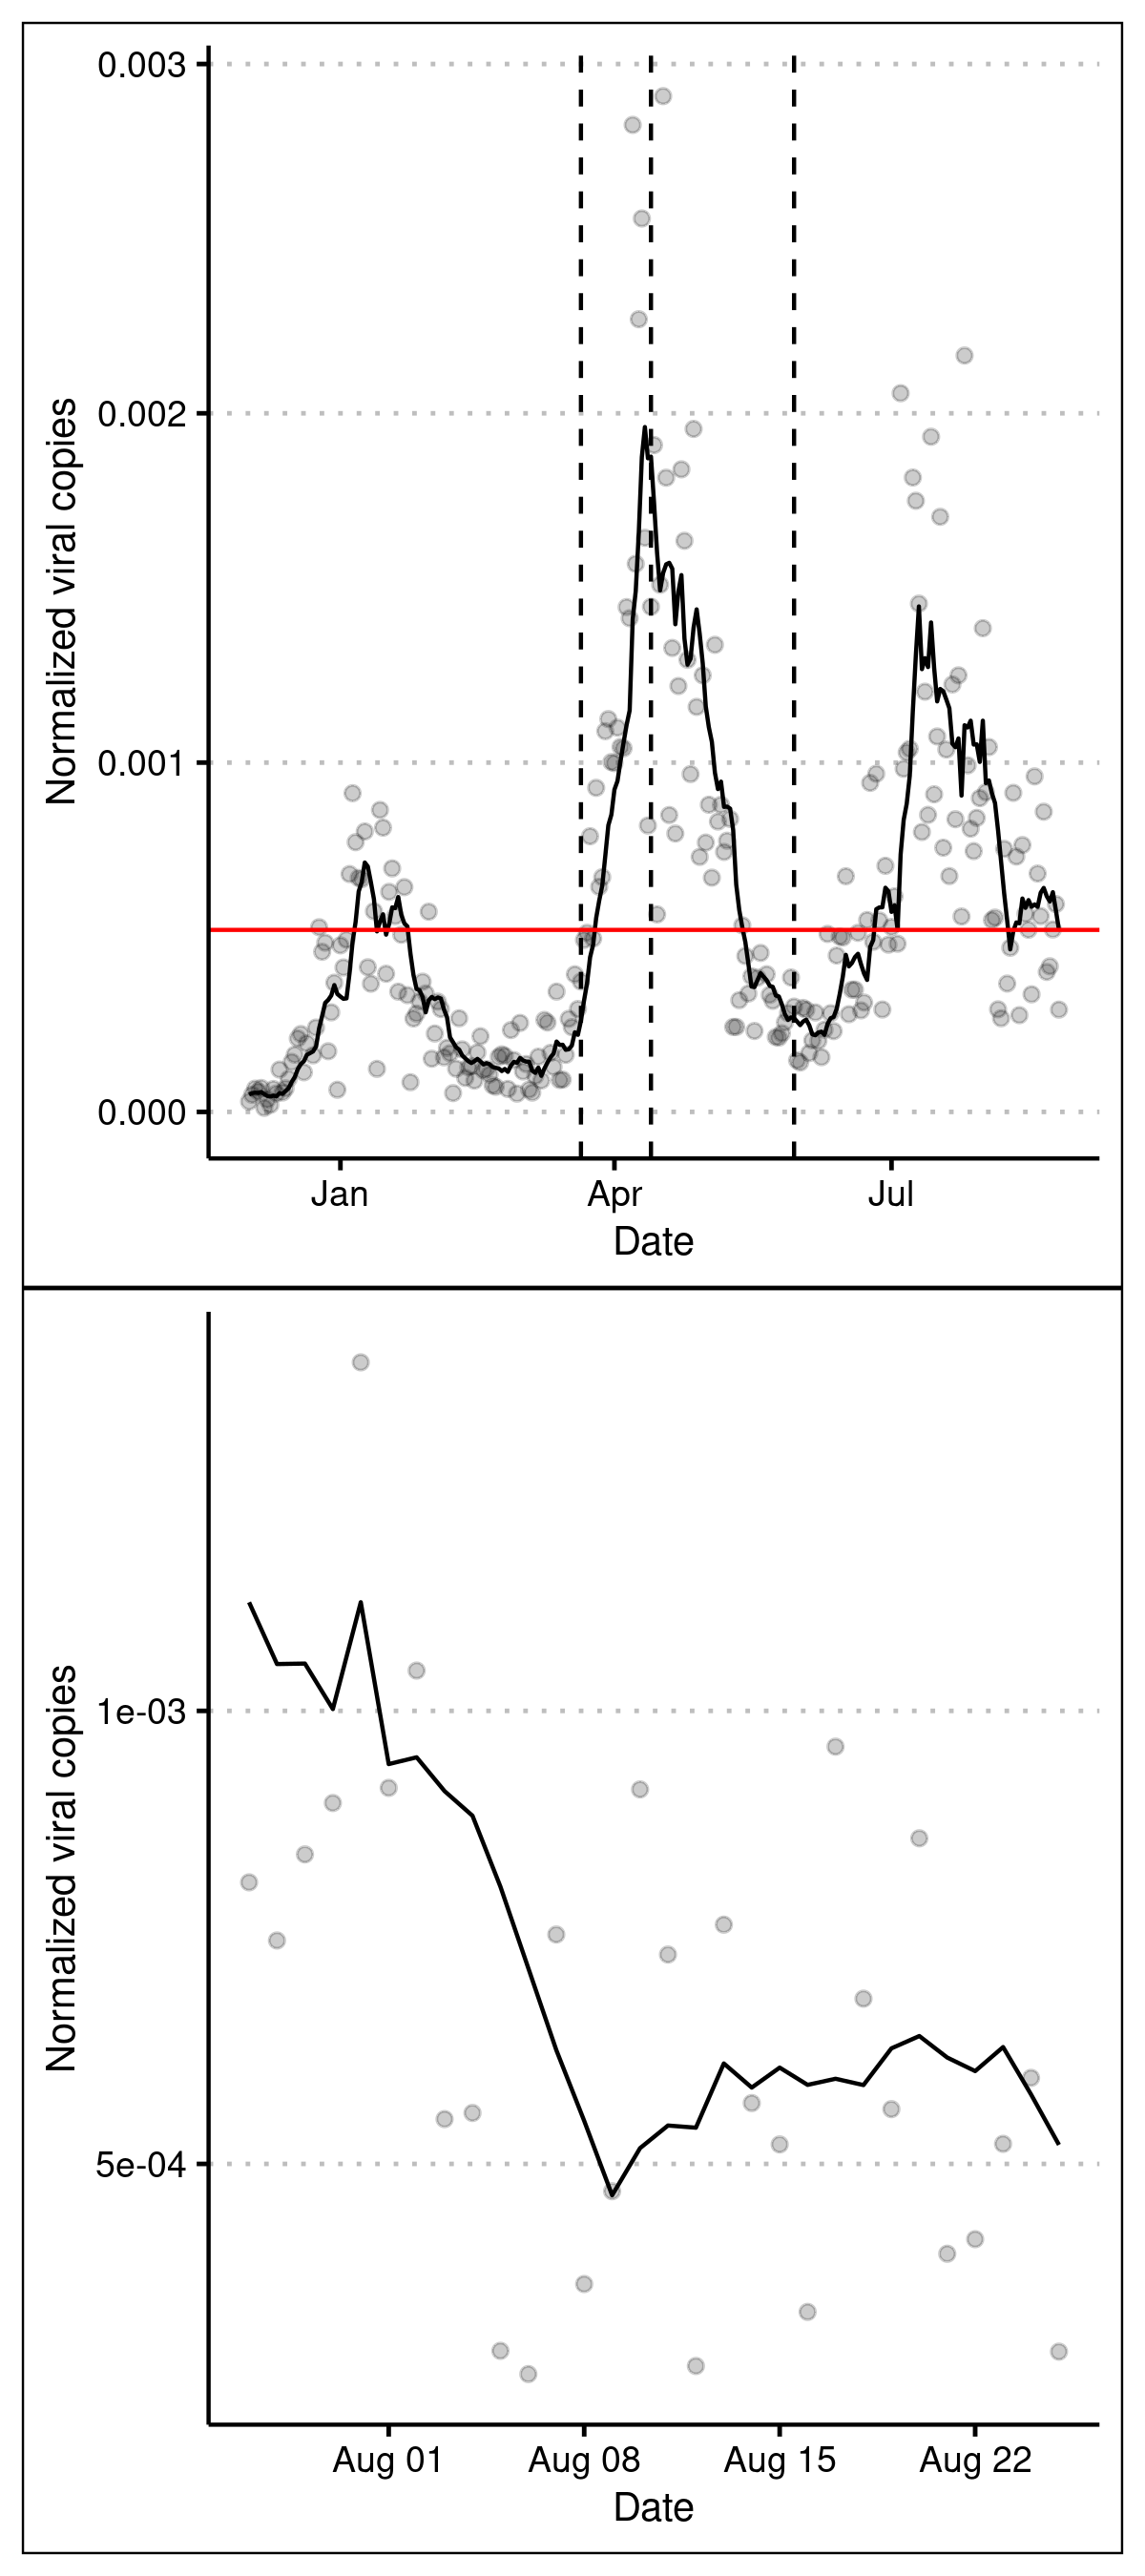 0.003
0.002
0.001
0.000
Normalized viral copies
Jan Apr Jul
Date
1e-03
5e-04
Normalized viral copies
Aug 01 Aug 08 Aug 15 Aug 22
Date